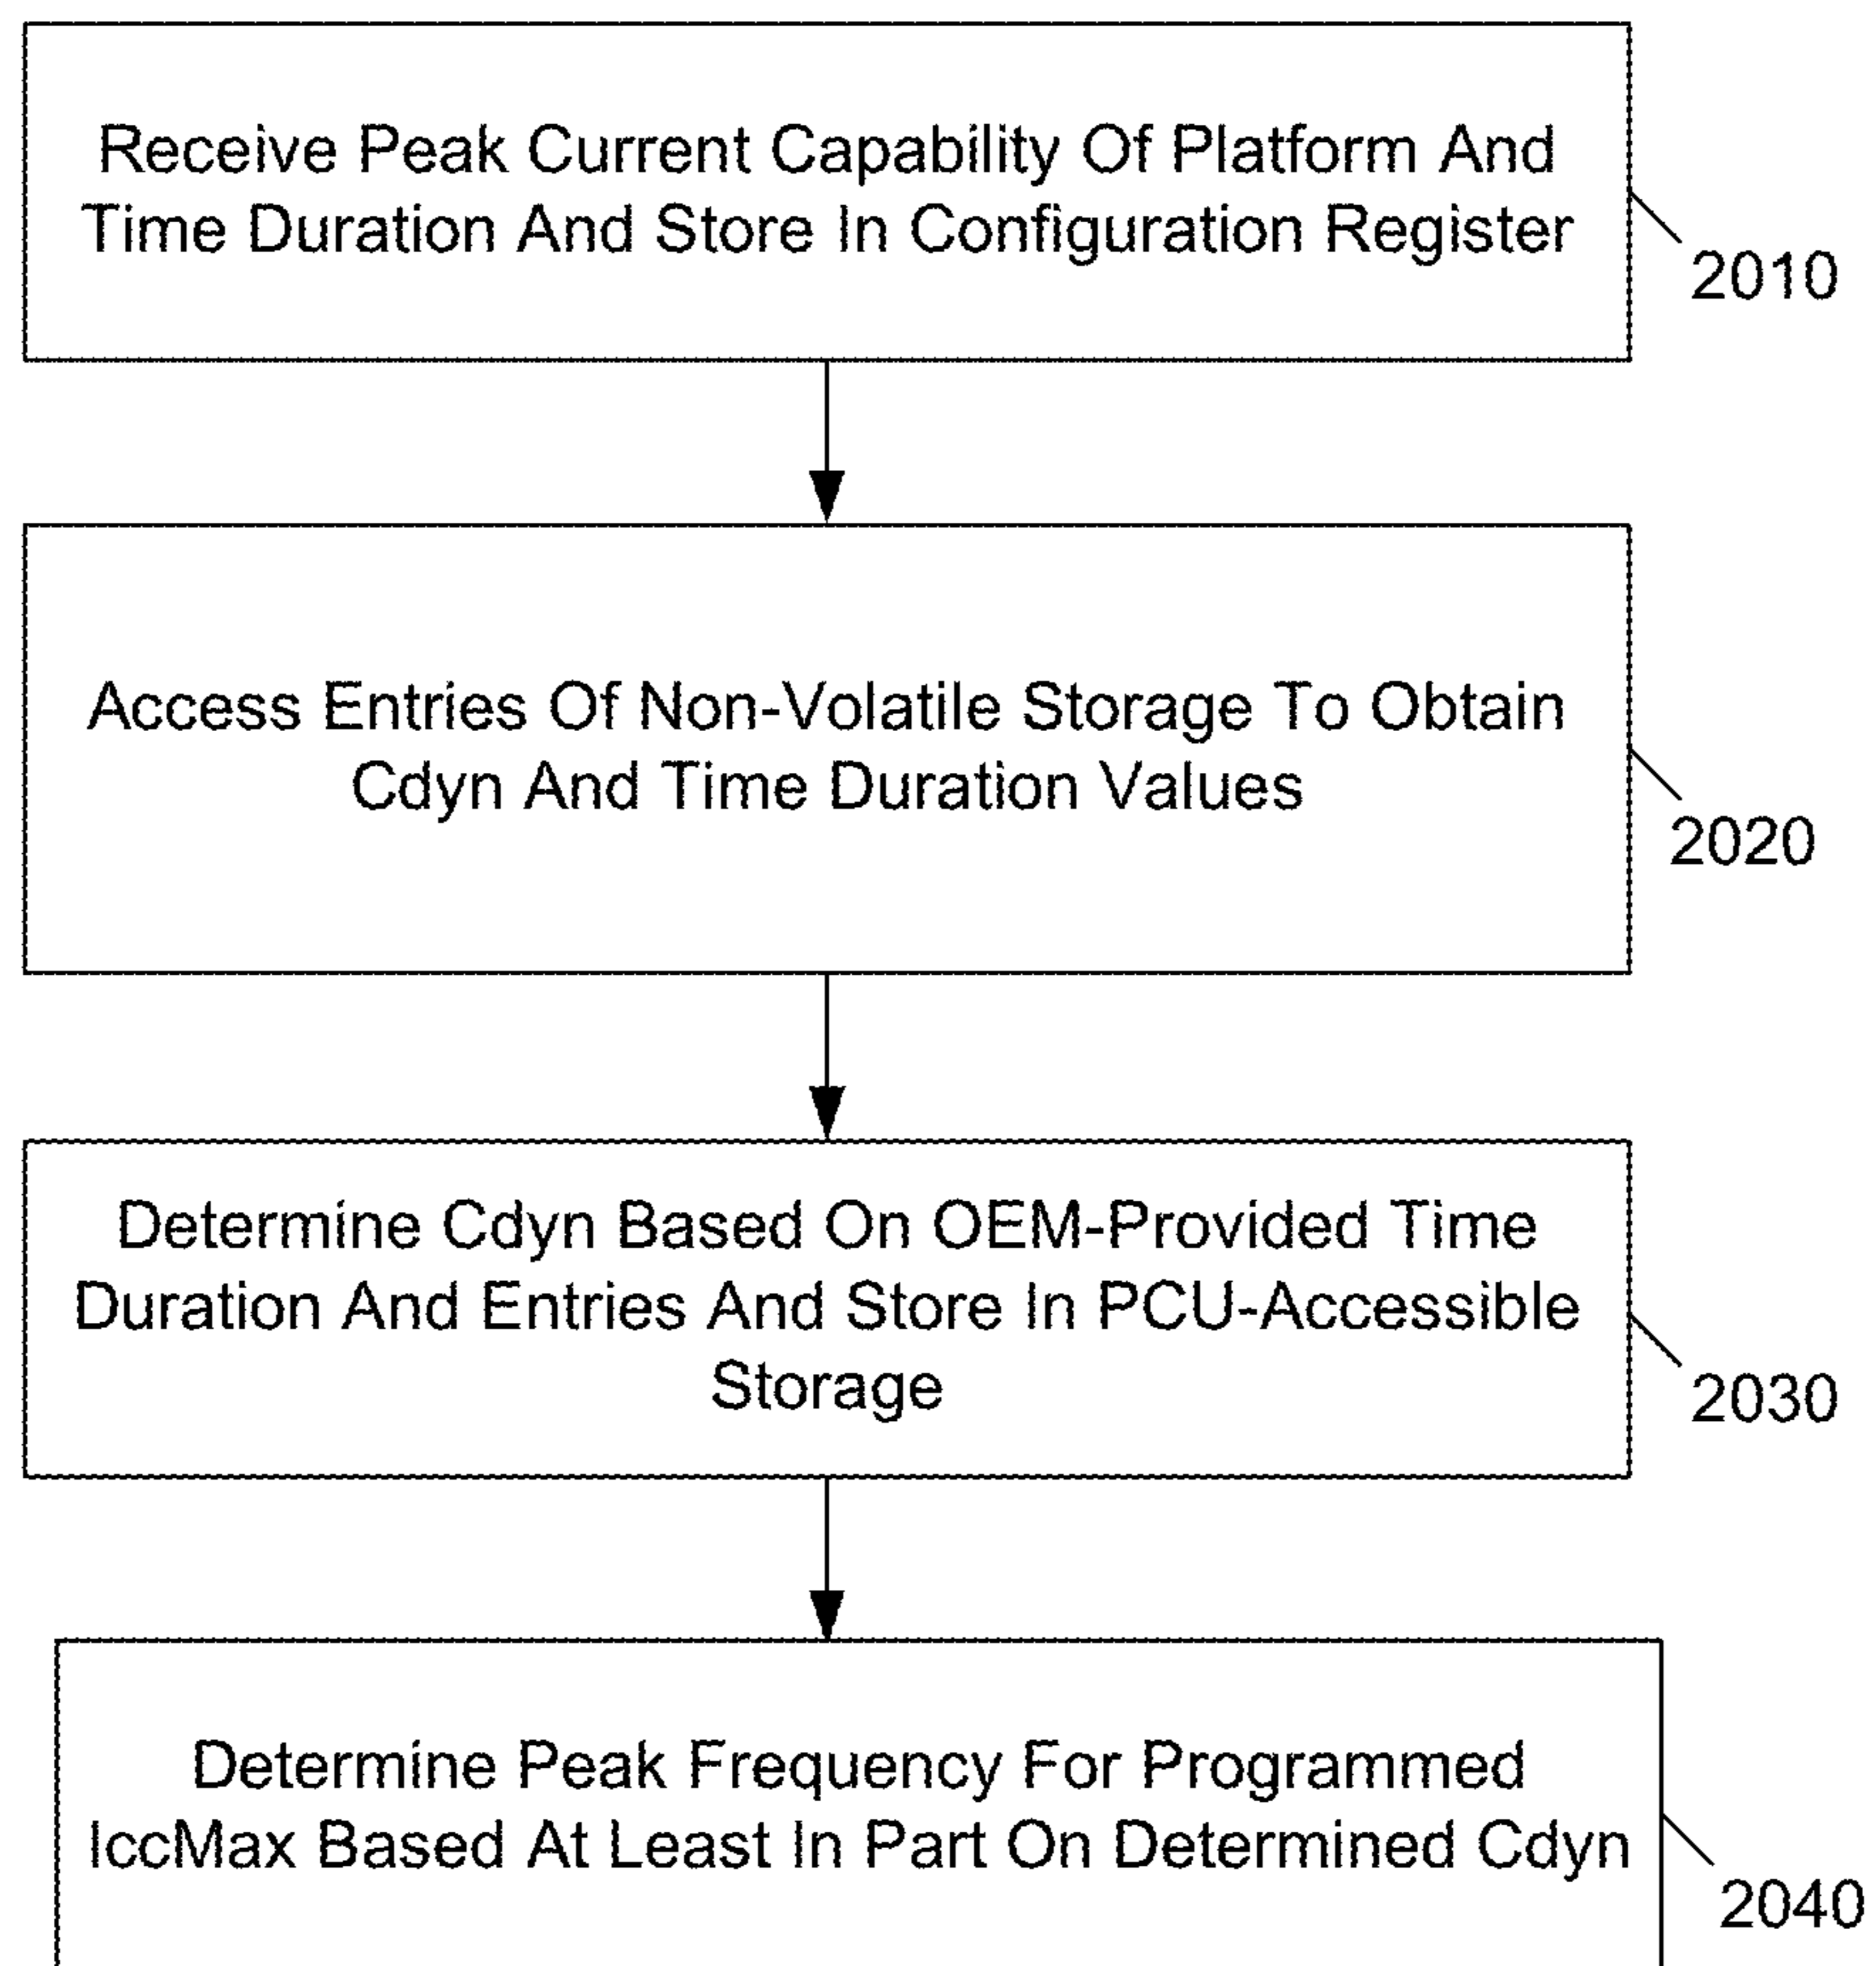 Receive Peak Current Capability Of Platform And
Time Duration And Store In Configuration Register
2010
Access Entries Of Non-Volatile Storage To Obtain
Cdyn And Time Duration Values
2020
Determine Cdyn Based On OEM-Provided Time
Duration And Entries And Store In PCU-Accessible
Storage
2030
Determine Peak Frequency For Programmed
IccMax Based At Least In Part On Determined Cdyn
2040